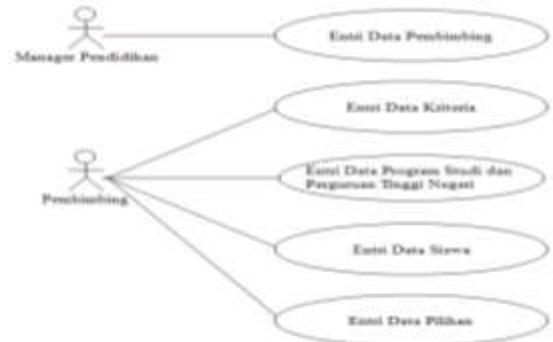 Entri Data Pembimbing
Manager Pendidikan
Entri Data Kriteria
Entri Data Program Studi dan
Perguruan Tinggi Negeri
Pembimbing
Entri Data Siswa
Entri Data Pilihan